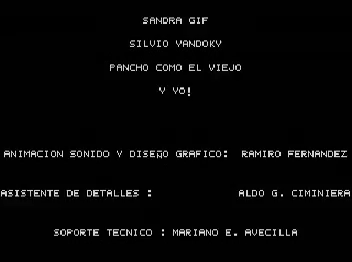 SANDRA GIF
SILVIO VANDOKY
PANCHO COMO EL VIEJO
Y YO!
ANIMACION SONIDO Y DISEÑO GRAFICO: RAMIRO FERNANDEZ
ASISTENTE DE DETALLES : ALDO G. CIMINIERA
SOPORTE TECNICO : MARIANO E. AVECILLA